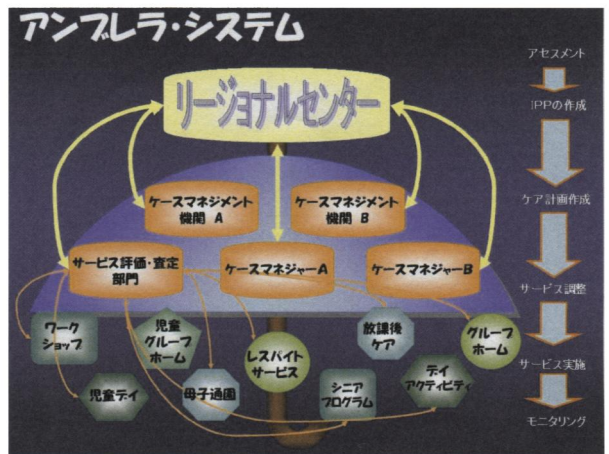 アンブレラ・システム
リージョナルセンター
ケースマネジメント
機関 A
ケースマネジメント
機関 B
サービス評価・査定
部門
ケースマネジャーA
ケースマネジャーB
ワーク
ショップ
児童
グループ
ホーム
レスパイト
サービス
放課後
ケア
グループ
ホーム
児童デイ
母子通園
シニア
プログラム
デイ
アクティビティ
アセスメント
IPPの作成
ケア計画作成
サービス調整
サービス実施
モニタリング